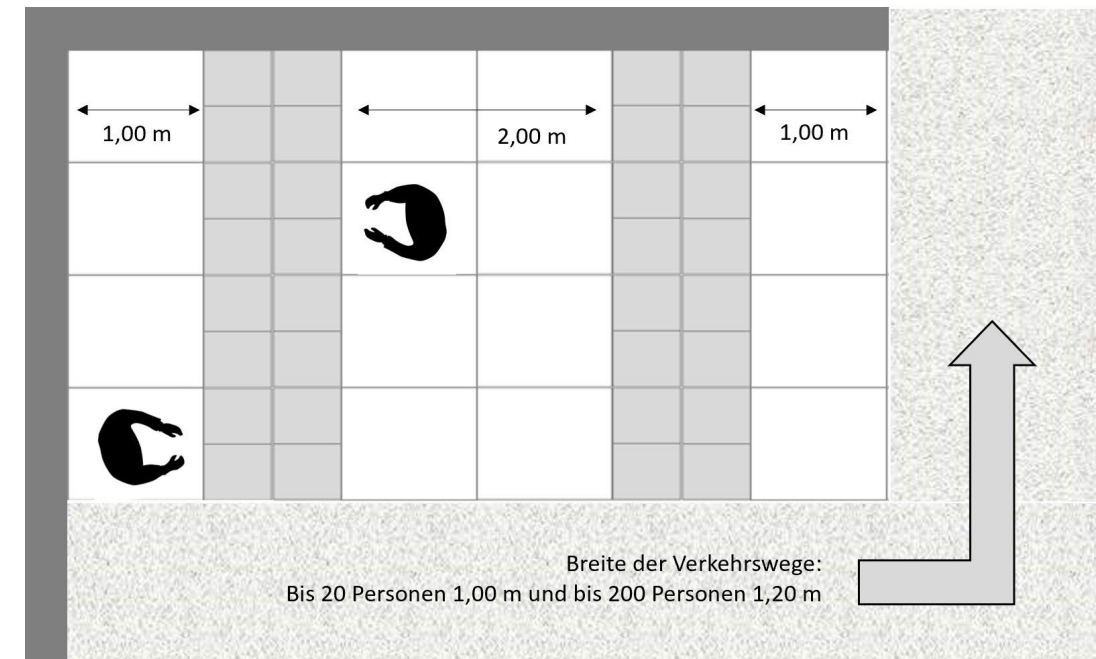 1,00 m
2,00 m
1,00 m
Breite der Verkehrswege:
Bis 20 Personen 1,00 m und bis 200 Personen 1,20 m